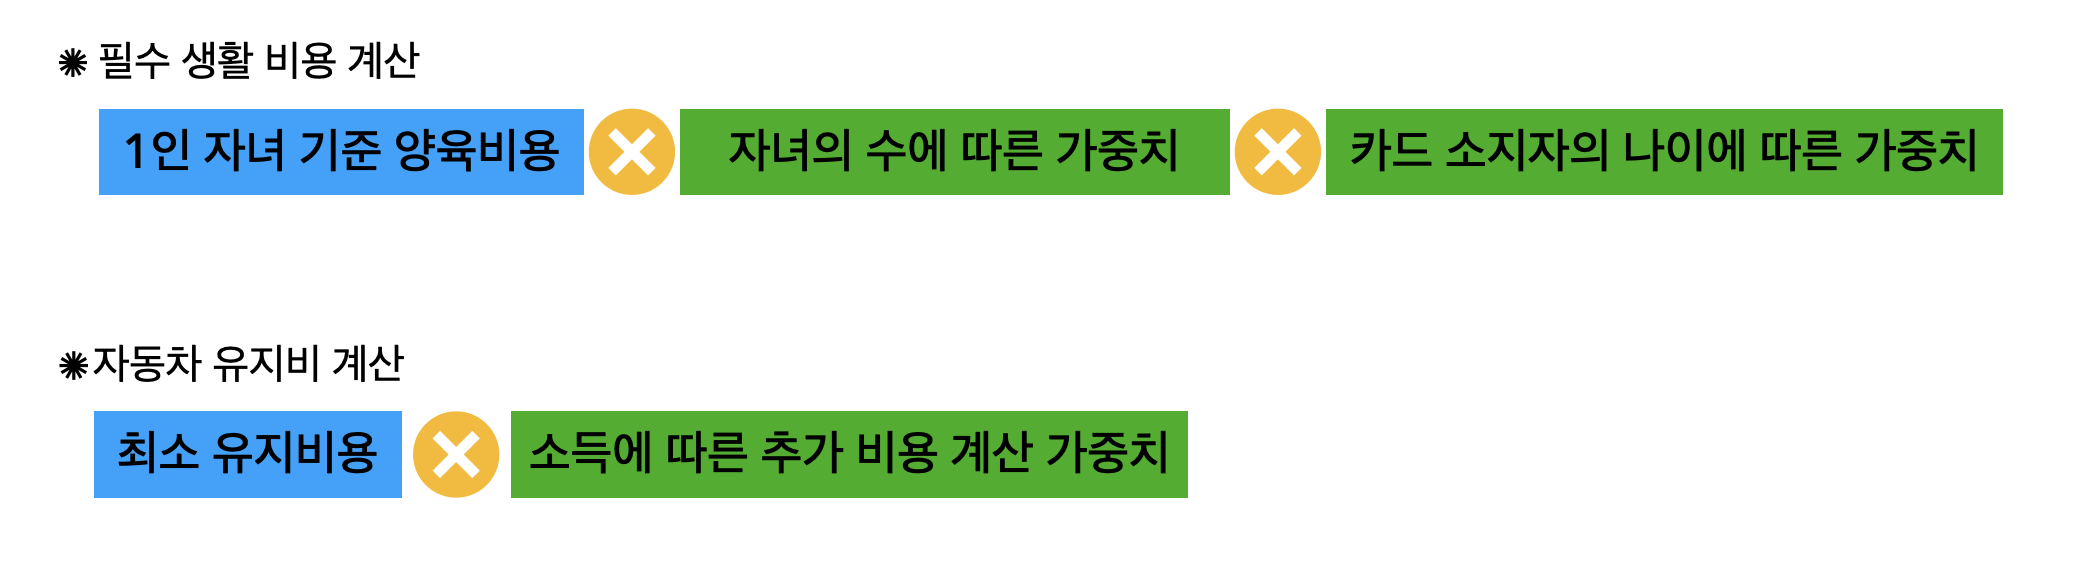 ✷ 필수 생활 비용 계산
1인 자녀 기준 양육비용 × 자녀의 수에 따른 가중치 × 카드 소지자의 나이에 따른 가중치
✷자동차 유지비 계산
최소 유지비용 × 소득에 따른 추가 비용 계산 가중치